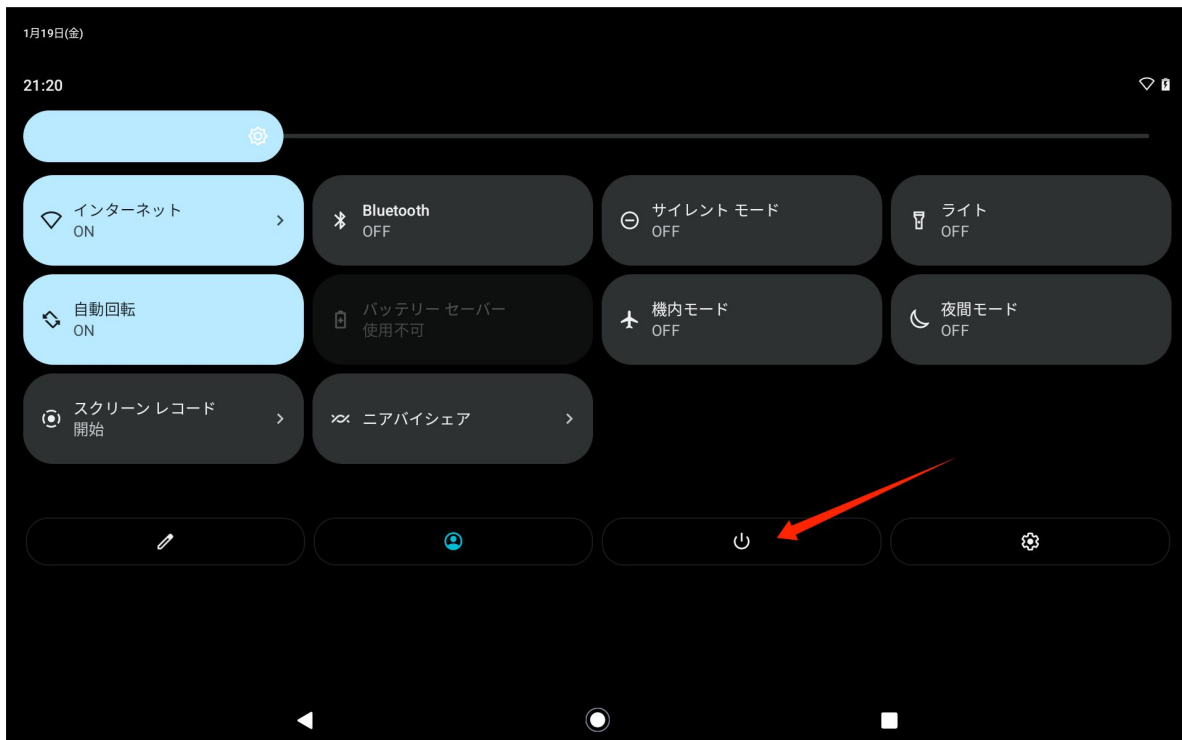 1月19日(金)
21:20
インターネット
ON
Bluetooth
OFF
サイレント モード
OFF
ライト
OFF
自動回転
ON
バッテリー セーバー
使用不可
機内モード
OFF
夜間モード
OFF
スクリーン レコード
開始
ニアバイシェア